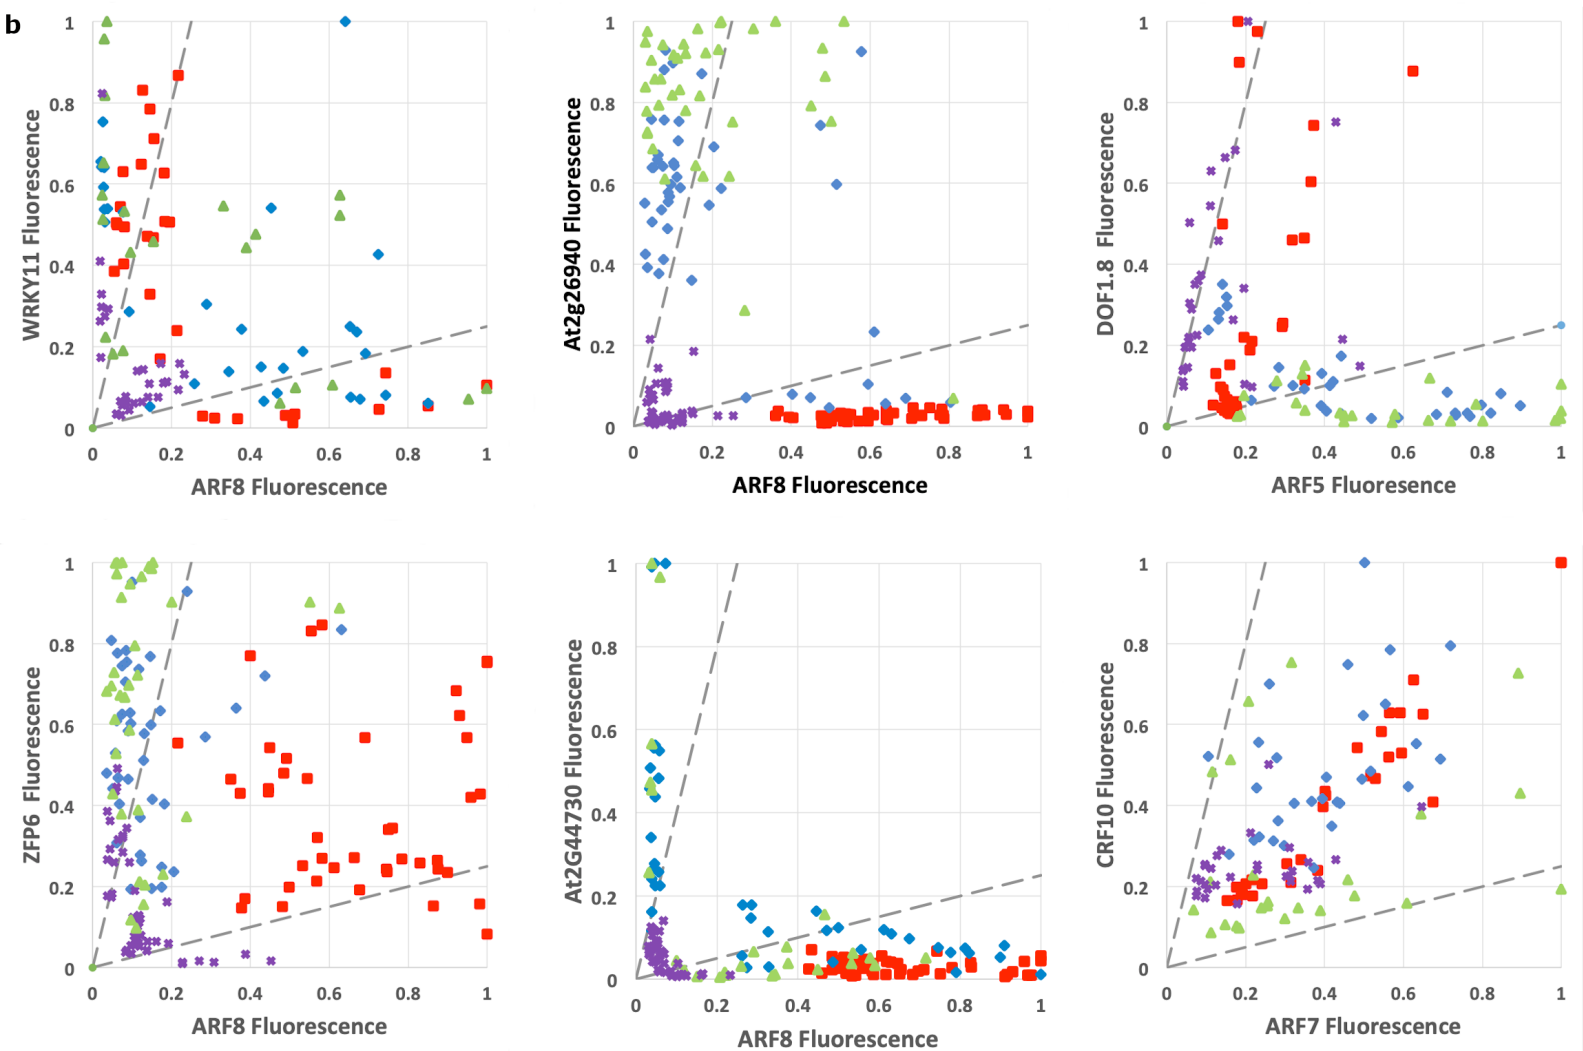 b
WRKY11 Fluorescence
1
0.8
0.6
0.4
0.2
0
0 0.2 0.4 0.6 0.8 1
ARF8 Fluorescence
At2g26940 Fluorescence
1
0.8
0.6
0.4
0.2
0
0 0.2 0.4 0.6 0.8 1
ARF8 Fluorescence
DOF1.8 Fluorescence
1
0.8
0.6
0.4
0.2
0
0 0.2 0.4 0.6 0.8 1
ARF5 Fluoresence
ZFP6 Fluorescence
1
0.8
0.6
0.4
0.2
0
0 0.2 0.4 0.6 0.8 1
ARF8 Fluorescence
At2G44730 Fluorescence
1
0.8
0.6
0.4
0.2
0
0 0.2 0.4 0.6 0.8 1
ARF8 Fluorescence
CRF10 Fluorescence
1
0.8
0.6
0.4
0.2
0
0 0.2 0.4 0.6 0.8 1
ARF7 Fluorescence